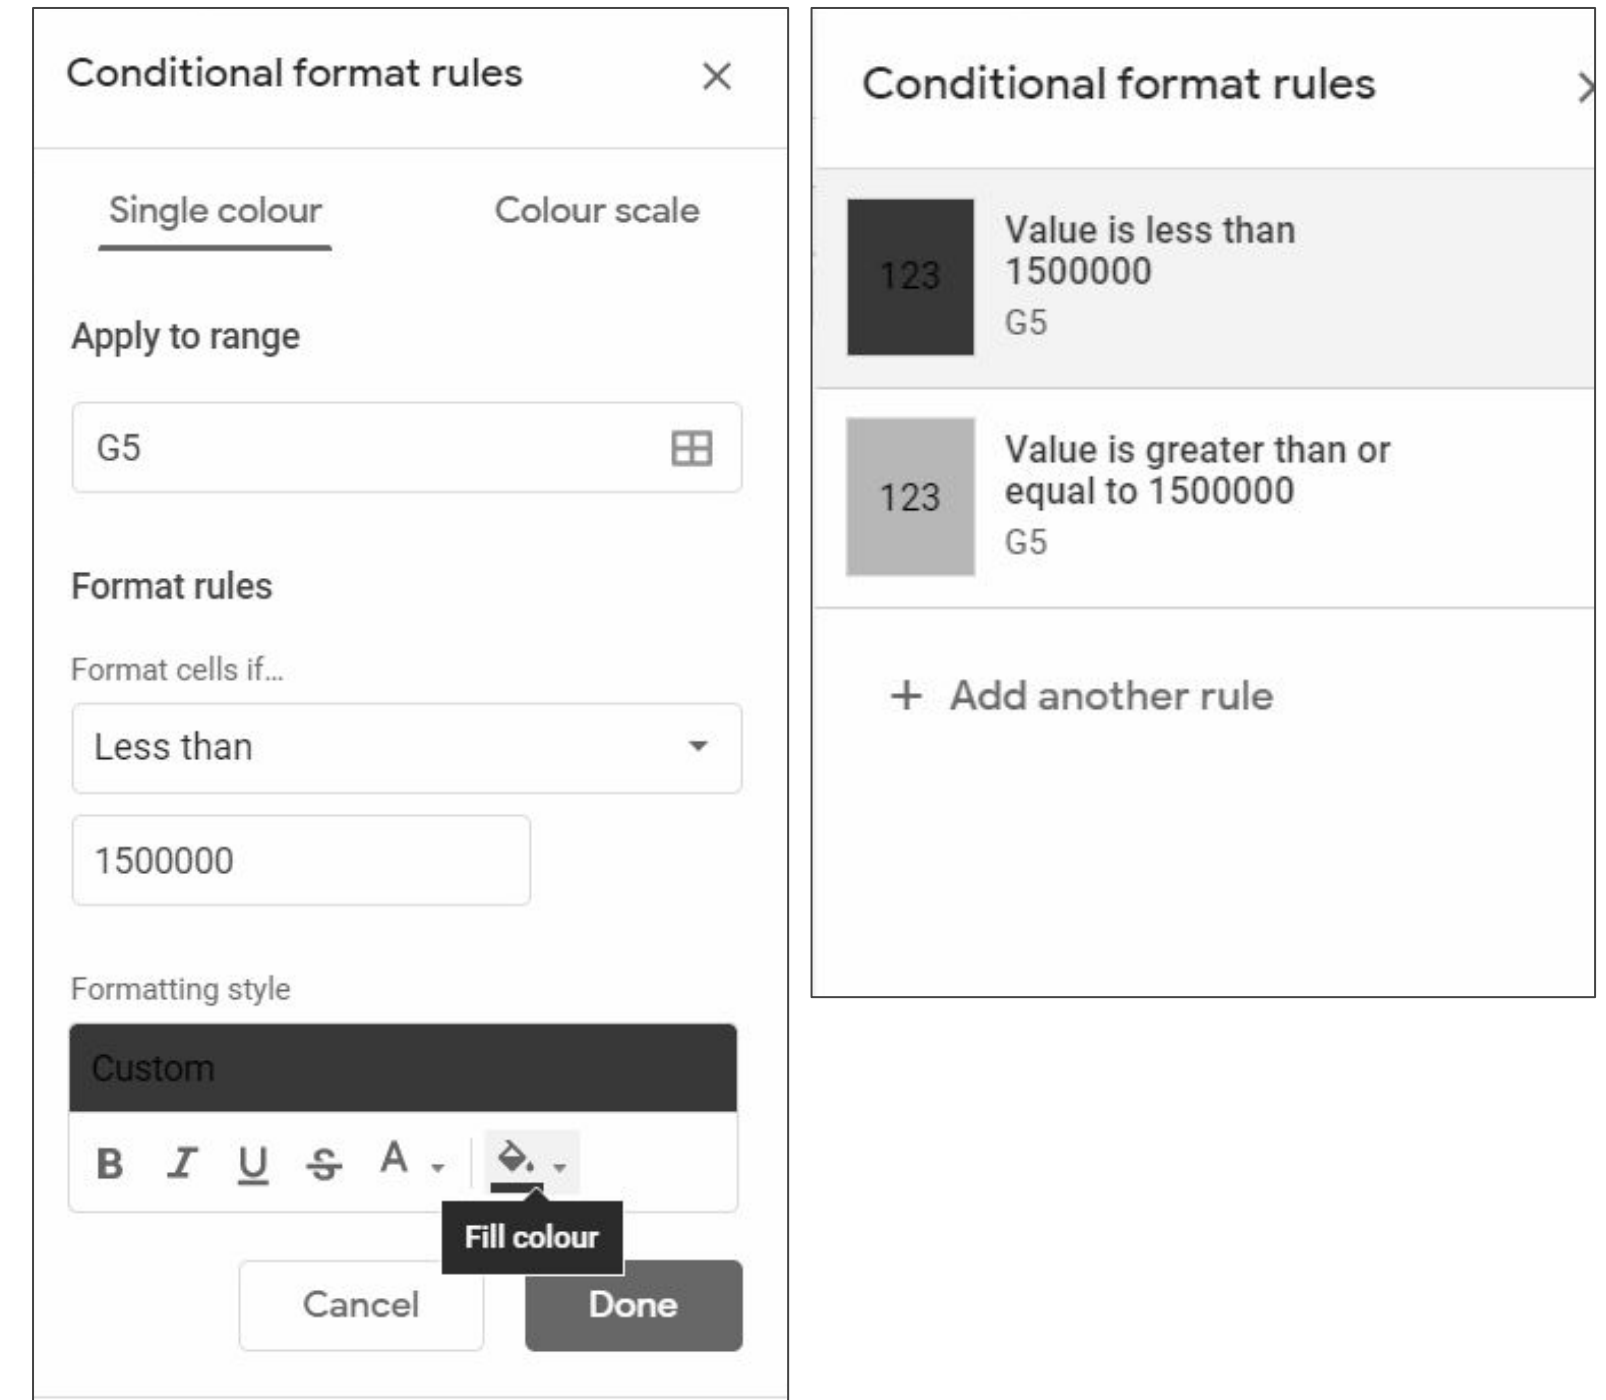 Conditional format rules
Single colour
Colour scale
Apply to range
G5
Format rules
Format cells if...
Less than
1500000
Formatting style
Custom
B I U S A
Fill colour
Cancel
Done
Conditional format rules
123
Value is less than
1500000
G5
123
Value is greater than or
equal to 1500000
G5
+ Add another rule